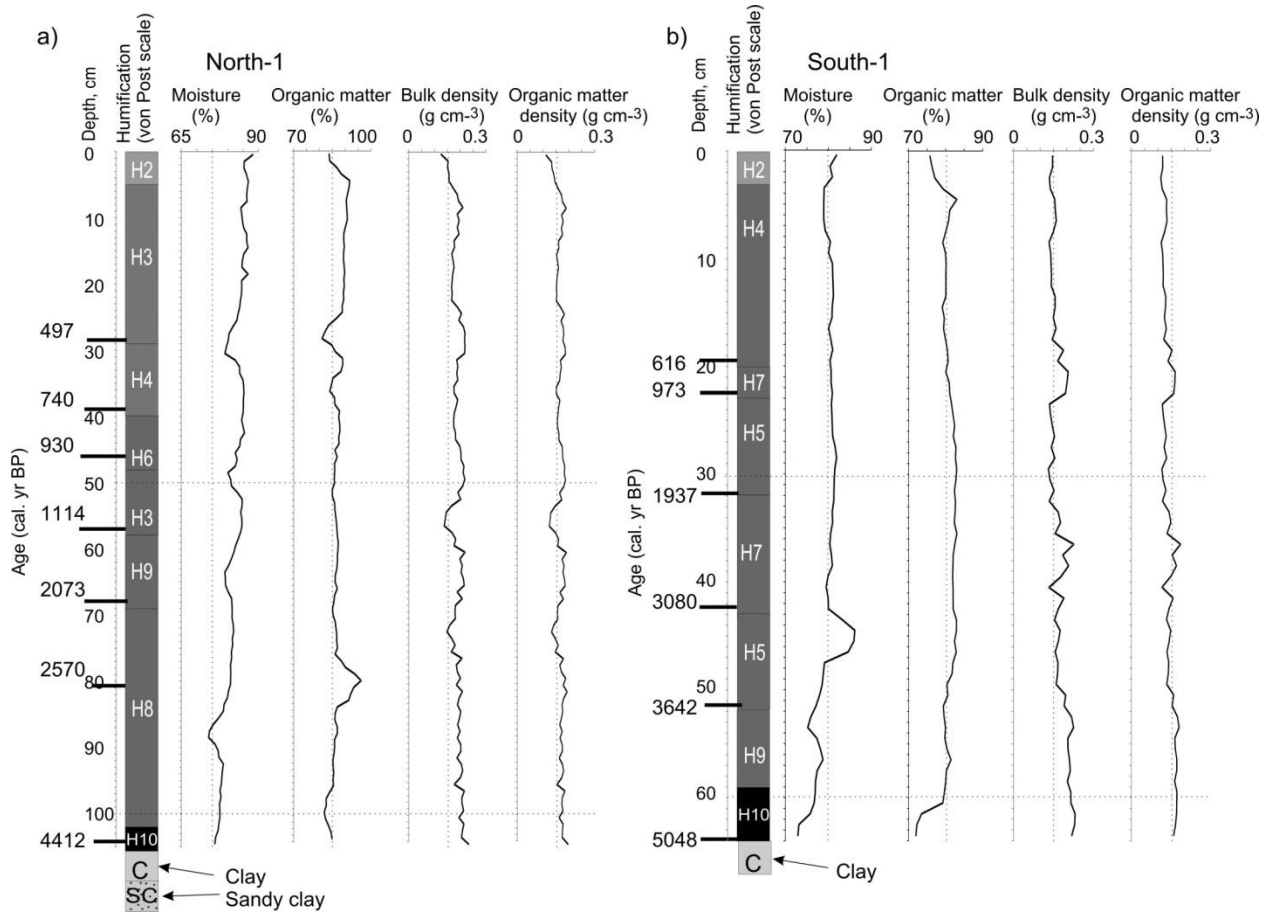 a)
North-1
Depth, cm
Humification
(von Post scale)
Moisture
(%)
Organic matter
(%)
Bulk density
(g cm-³)
Organic matter
density (g cm-³)
65 90
70 100
0 0.3
0 0.3
Age (cal. yr BP)
0
10
20
497
30
740
40
930
50
1114
60
2073
70
2570
80
90
100
4412
H2
H3
H4
H6
H3
H9
H8
H10
C
SC
Clay
Sandy clay
b)
South-1
Depth, cm
Humification
(von Post scale)
Moisture
(%)
Organic matter
(%)
Bulk density
(g cm-³)
Organic matter
density (g cm-³)
70 90
70 90
0 0.3
0 0.3
Age (cal. yr BP)
0
10
616
20
973
30
1937
40
3080
50
3642
60
5048
H2
H4
H7
H5
H7
H5
H9
H10
C
Clay